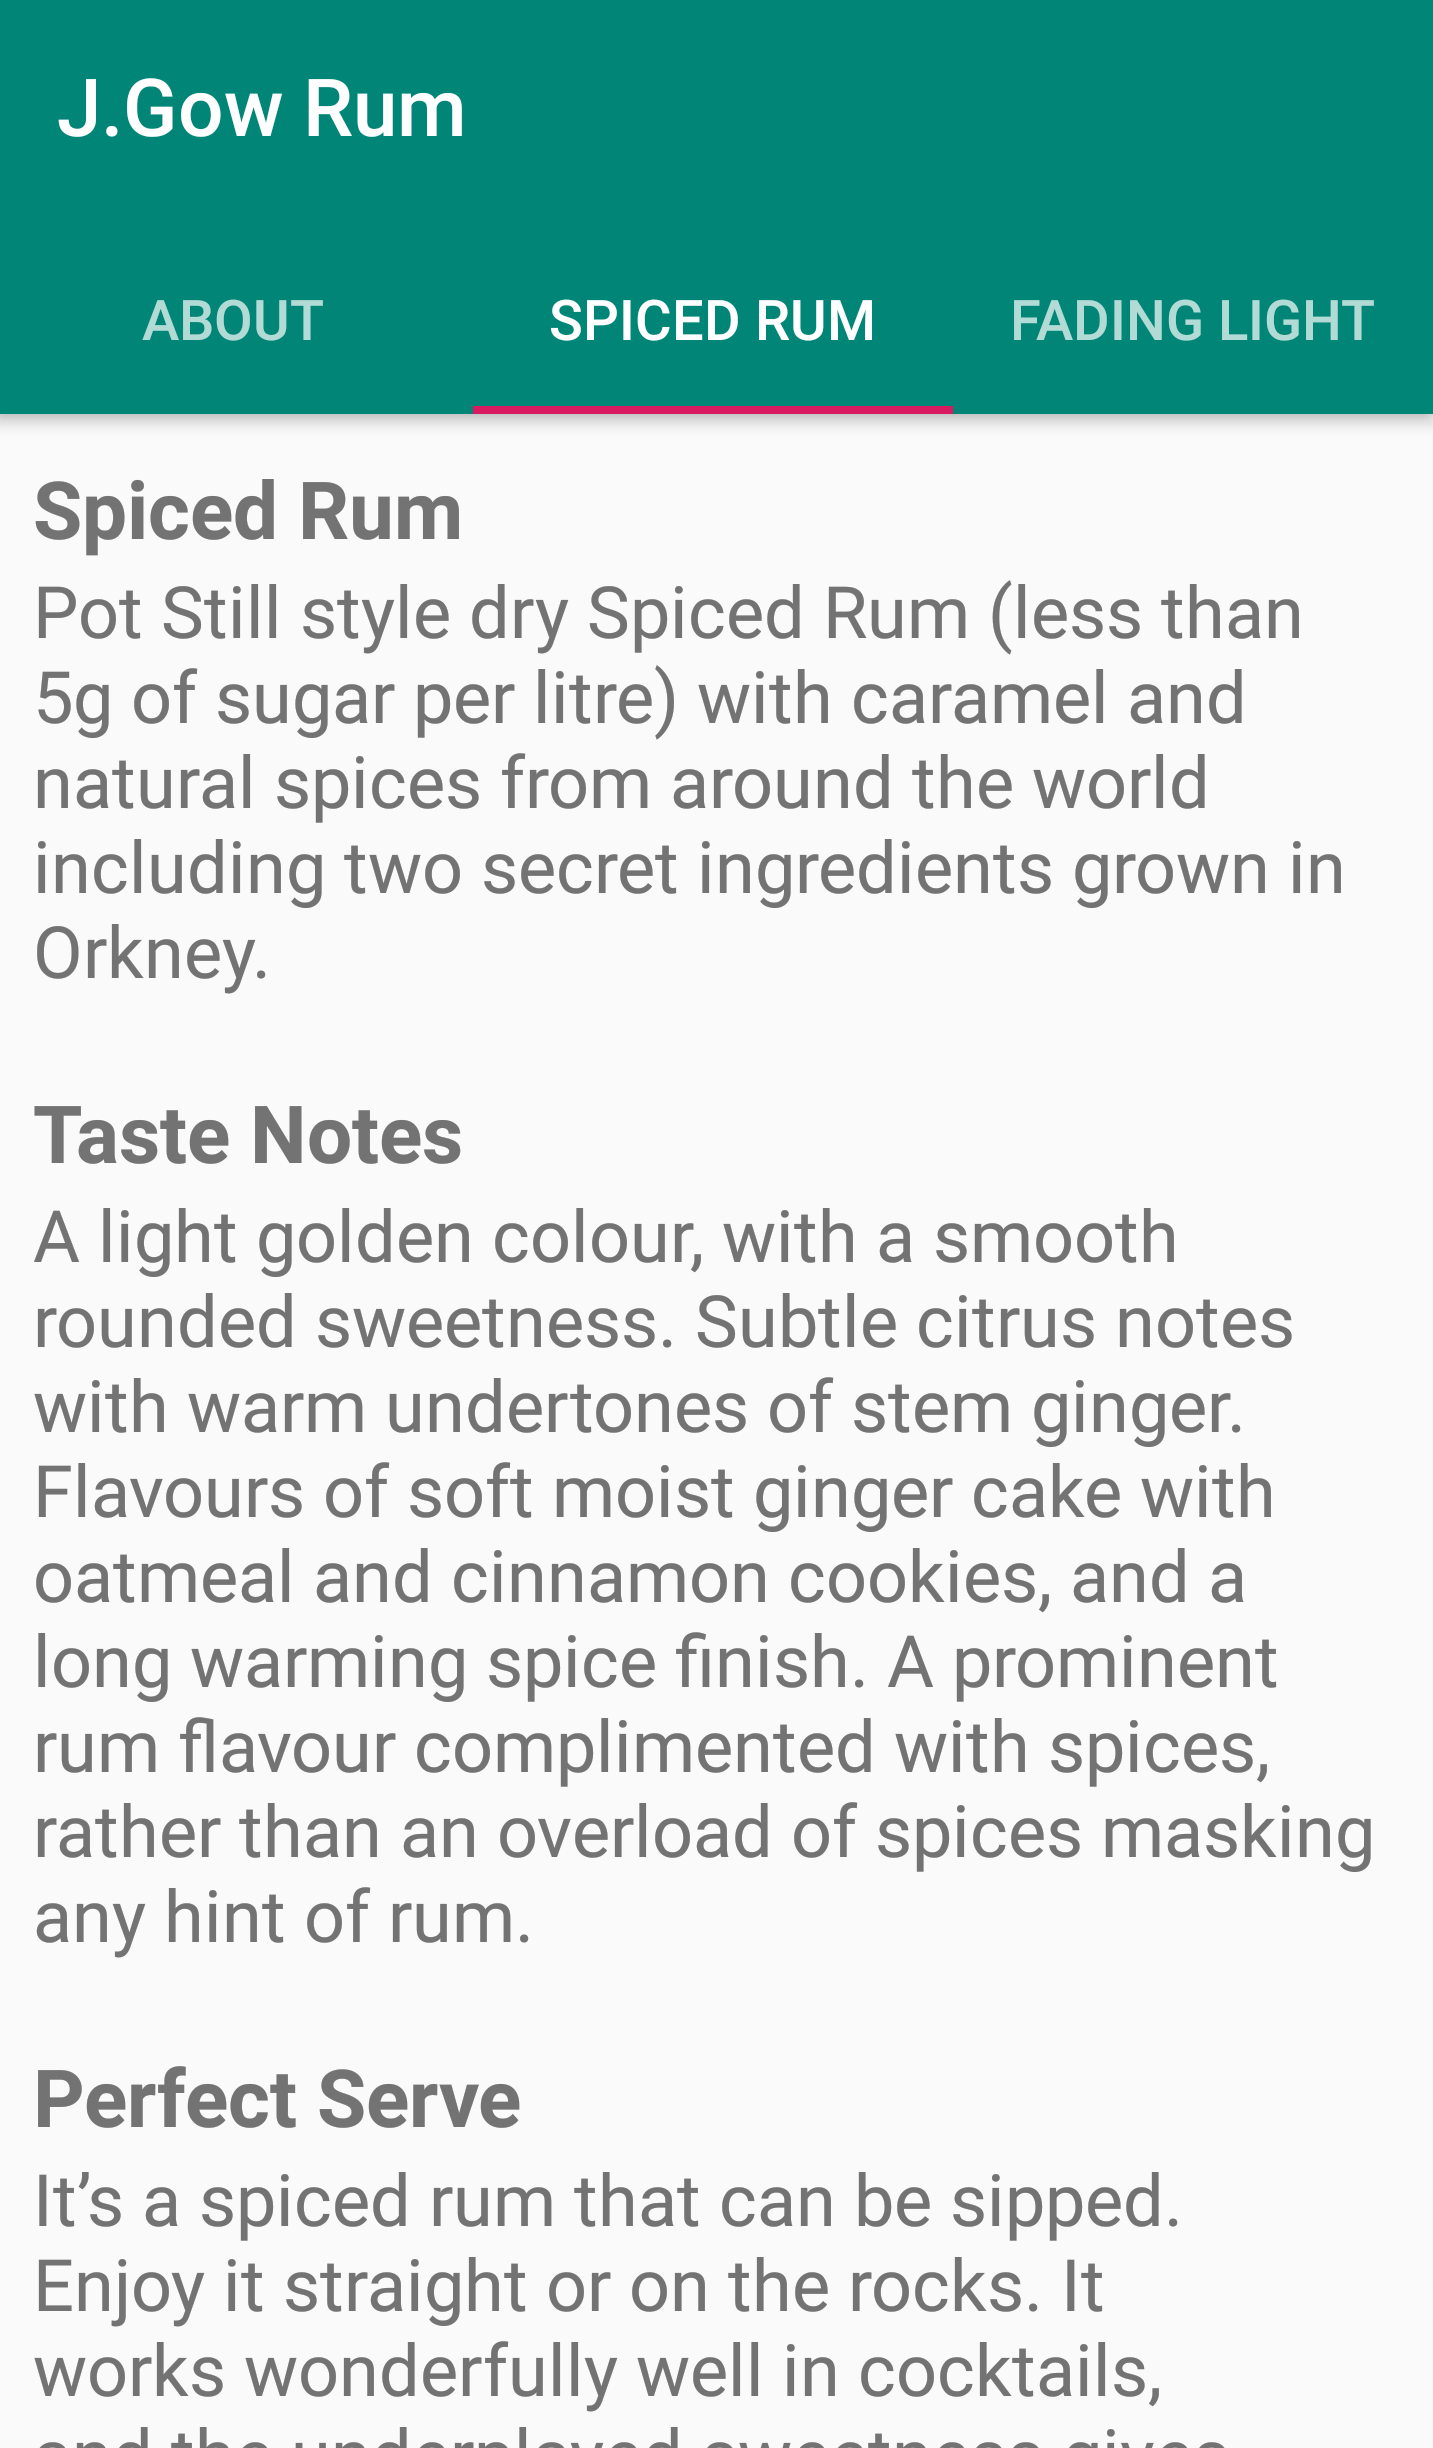 J.Gow Rum
ABOUT
SPICED RUM
FADING LIGHT
Spiced Rum
Pot Still style dry Spiced Rum (less than
5g of sugar per litre) with caramel and
natural spices from around the world
including two secret ingredients grown in
Orkney.
Taste Notes
A light golden colour, with a smooth
rounded sweetness. Subtle citrus notes
with warm undertones of stem ginger.
Flavours of soft moist ginger cake with
oatmeal and cinnamon cookies, and a
long warming spice finish. A prominent
rum flavour complimented with spices,
rather than an overload of spices masking
any hint of rum.
Perfect Serve
It’s a spiced rum that can be sipped.
Enjoy it straight or on the rocks. It
works wonderfully well in cocktails,
and the underplayed sweetness gives